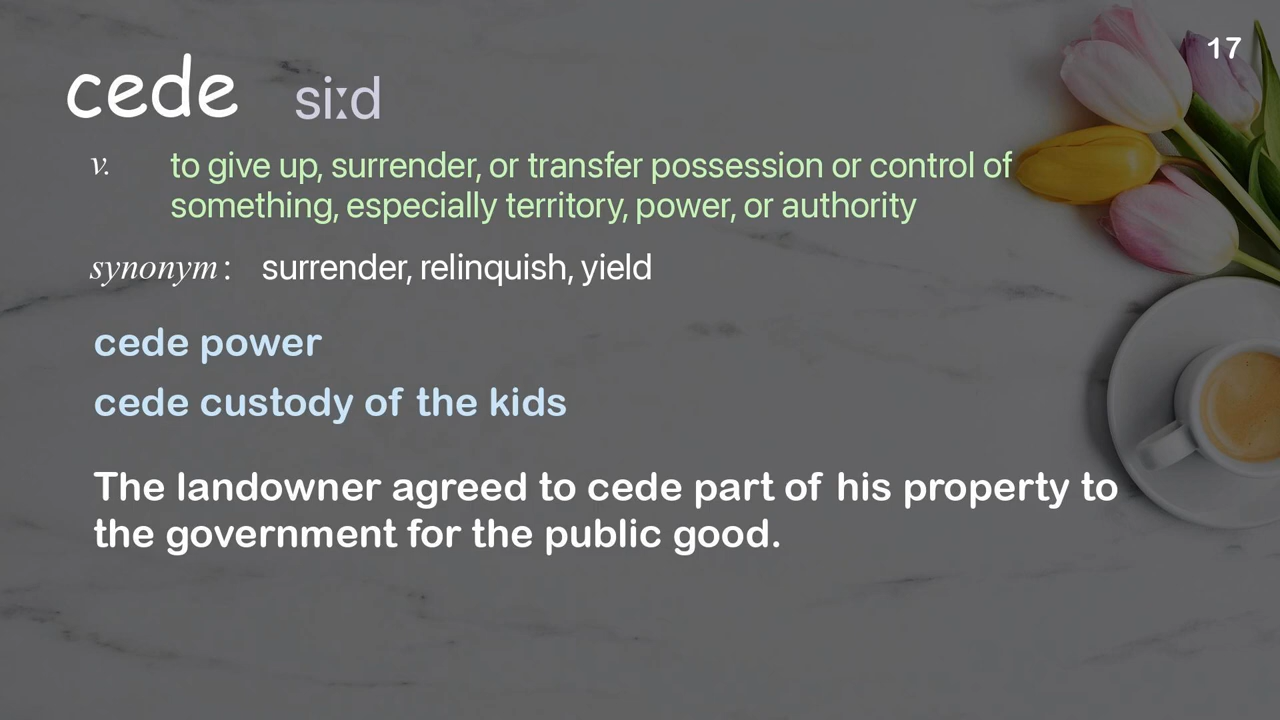 17
cede siːd
v. to give up, surrender, or transfer possession or control of
something, especially territory, power, or authority
synonym: surrender, relinquish, yield
cede power
cede custody of the kids
The landowner agreed to cede part of his property to
the government for the public good.